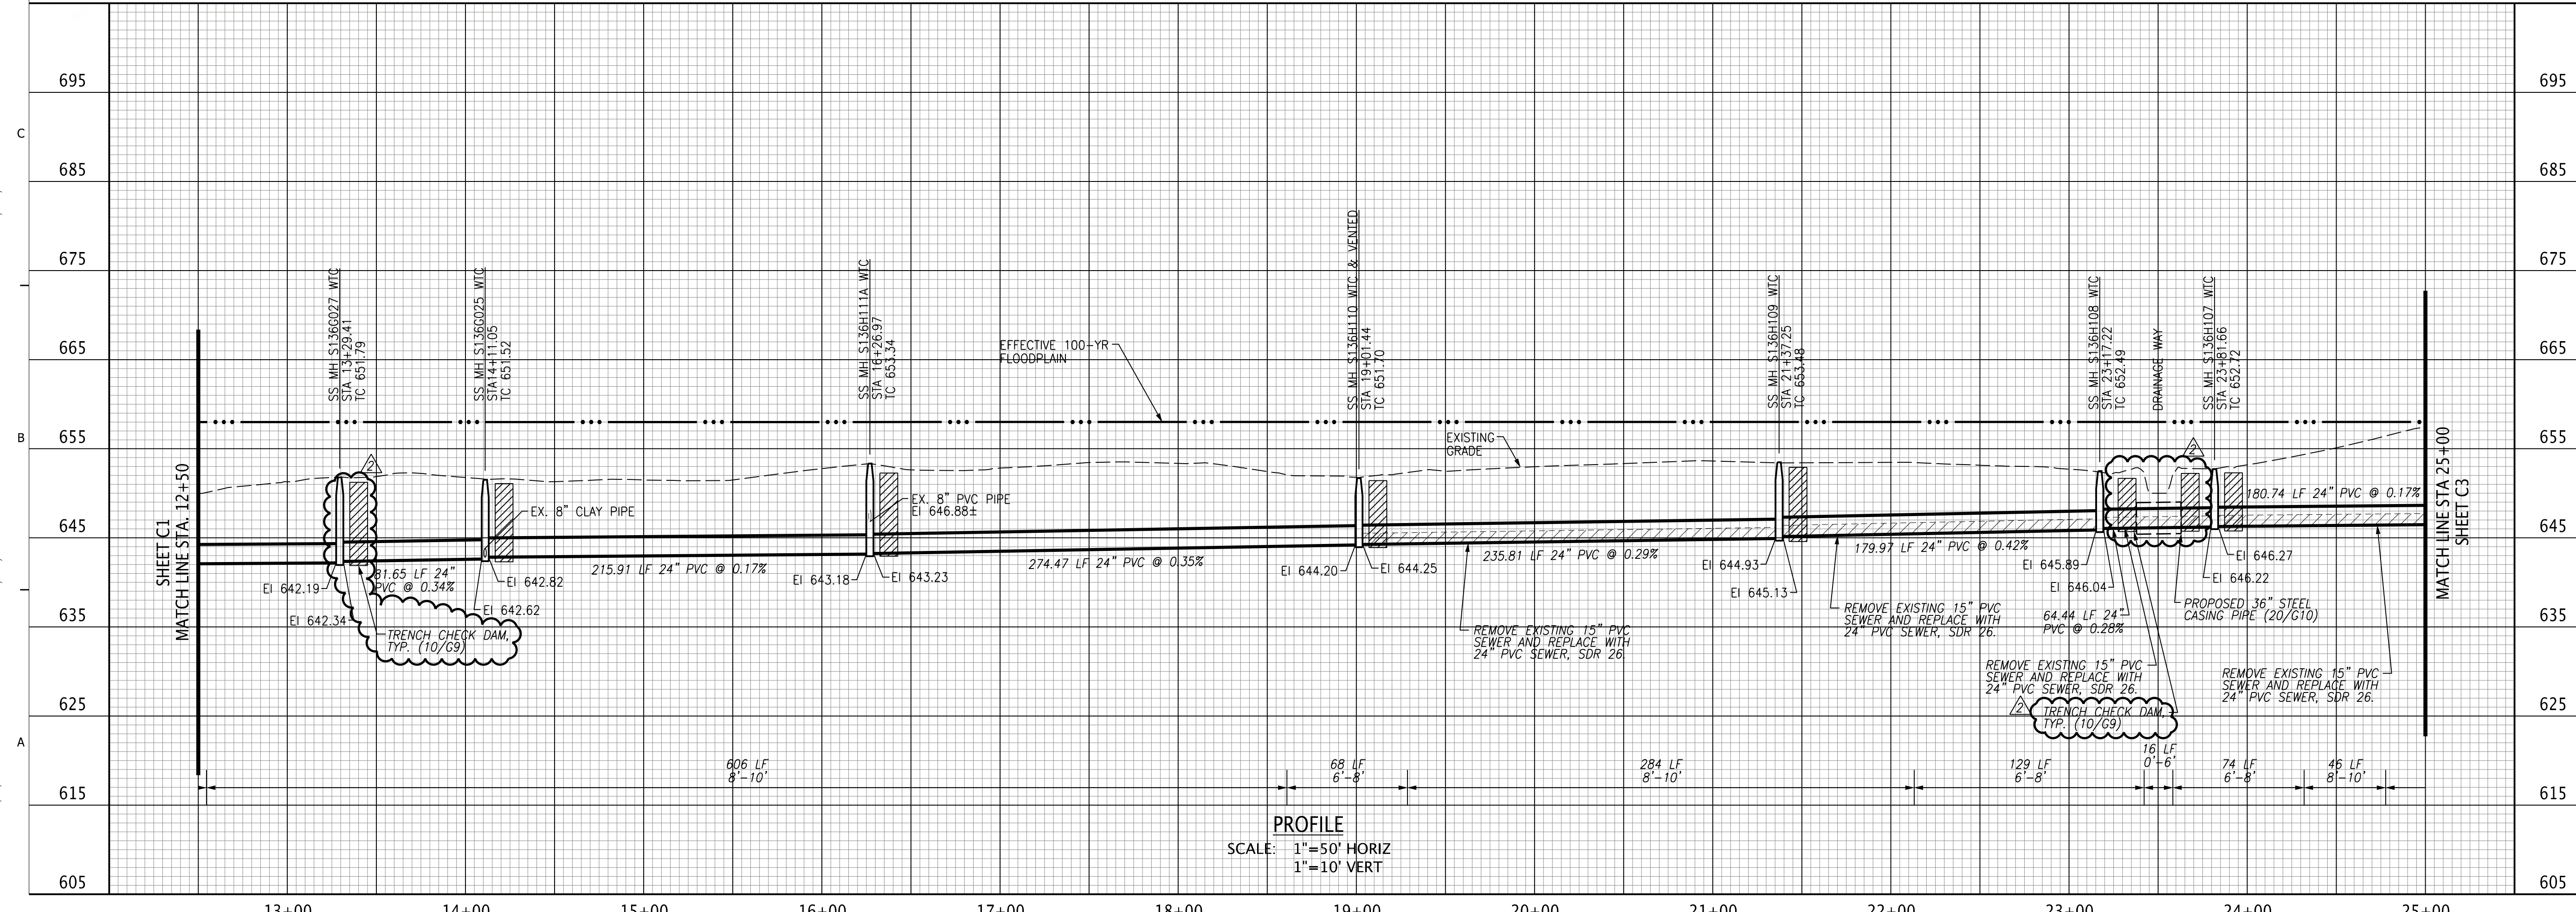 695
695
C
685
685
675
675
665
665
655
655
B
645
645
635
635
625
625
A
615
615
605
605
SHEET C1
MATCH LINE STA. 12+50
SS MH S136G027 WTC
STA 13+29.41
TC 651.79
SS MH S136G025 WTC
STA14+11.05
TC 651.52
SS MH S136H111A WTC
STA 16+26.97
TC 653.34
EFFECTIVE 100-YR
FLOODPLAIN
SS MH S136H110 WTC & VENTED
STA 19+01.44
TC 651.70
SS MH S136H109 WTC
STA 21+37.25
TC 653.48
SS MH S136H108 WTC
STA 23+17.22
TC 652.49
DRAINAGE WAY
SS MH S136H107 WTC
STA 23+81.66
TC 652.72
MATCH LINE STA 25+00
SHEET C3
EXISTING
GRADE
2
2
EX. 8" CLAY PIPE
EX. 8" PVC PIPE
EI 646.88±
180.74 LF 24" PVC @ 0.17%
EI 642.19
81.65 LF 24"
PVC @ 0.34%
EI 642.34
EI 642.82
EI 642.62
215.91 LF 24" PVC @ 0.17%
EI 643.18
EI 643.23
274.47 LF 24" PVC @ 0.35%
EI 644.20
EI 644.25
235.81 LF 24" PVC @ 0.29%
EI 644.93
EI 645.13
179.97 LF 24" PVC @ 0.42%
EI 645.89
EI 646.04
EI 646.27
EI 646.22
TRENCH CHECK DAM,
TYP. (10/G9)
REMOVE EXISTING 15" PVC
SEWER AND REPLACE WITH
24" PVC SEWER, SDR 26.
REMOVE EXISTING 15" PVC
SEWER AND REPLACE WITH
24" PVC SEWER, SDR 26.
64.44 LF 24"
PVC @ 0.28%
PROPOSED 36" STEEL
CASING PIPE (20/G10)
REMOVE EXISTING 15" PVC
SEWER AND REPLACE WITH
24" PVC SEWER, SDR 26.
REMOVE EXISTING 15" PVC
SEWER AND REPLACE WITH
24" PVC SEWER, SDR 26.
2
TRENCH CHECK DAM,
TYP. (10/G9)
606 LF
8'-10'
68 LF
6'-8'
284 LF
8'-10'
129 LF
6'-8'
16 LF
0'-6'
74 LF
6'-8'
46 LF
8'-10'
PROFILE
SCALE: 1"=50' HORIZ
1"=10' VERT
13+00 14+00 15+00 16+00 17+00 18+00 19+00 20+00 21+00 22+00 23+00 24+00 25+00